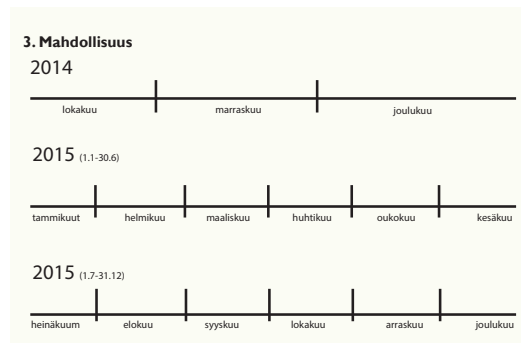 3. Mahdollisuus
2014
lokakuu marraskuu joulukuu
2015 (1.1-30.6)
tammikuut helmikuu maaliskuu huhtikuu oukokuu kesäkuu
2015 (1.7-31.12)
heinäkuum elokuu syyskuu lokakuu arraskuu joulukuu